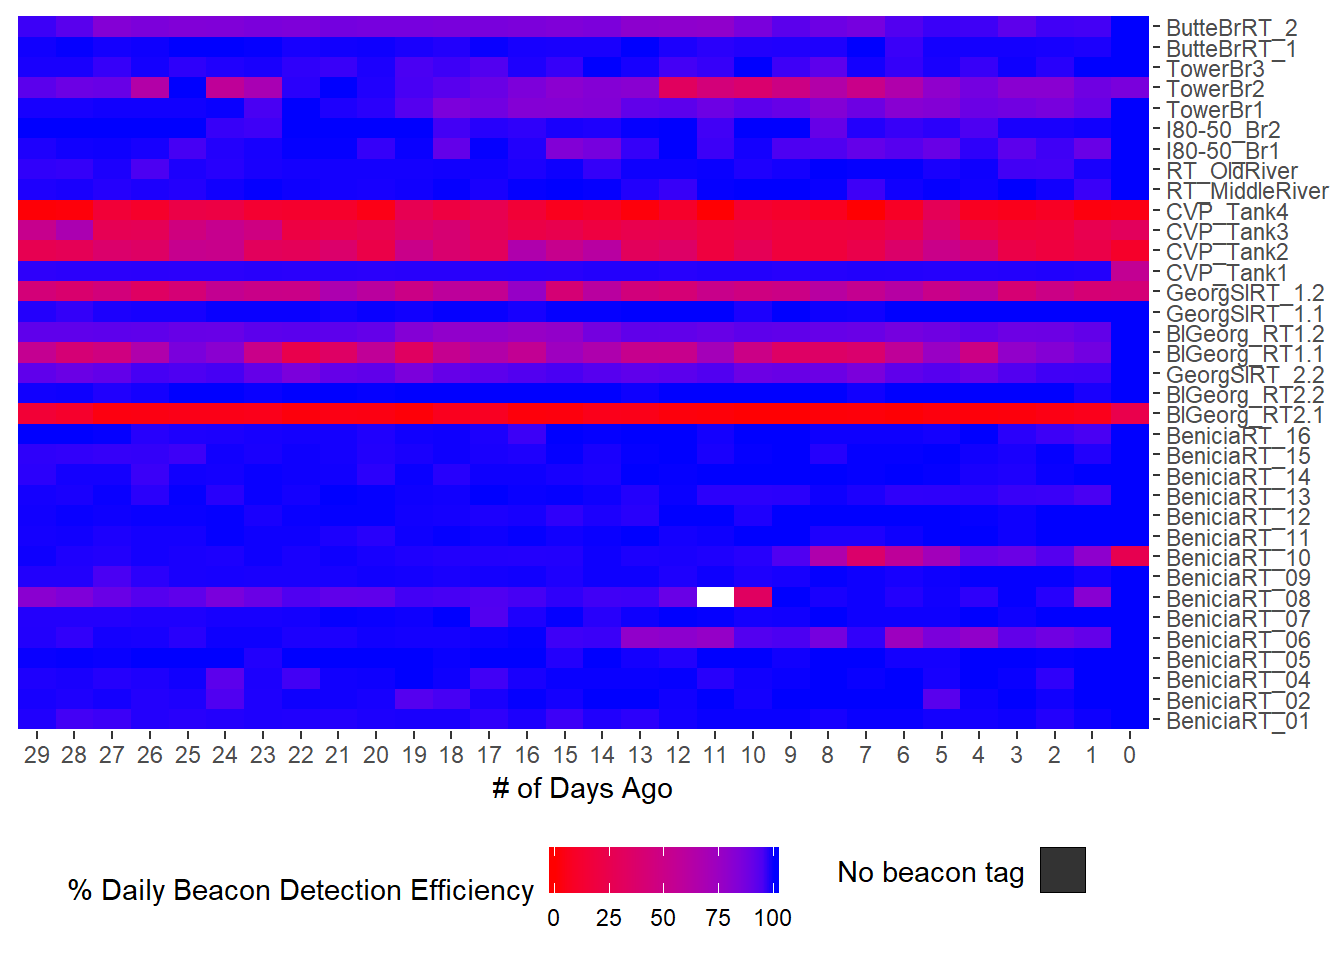 ButteBrRT_2
ButteBrRT_1
TowerBr3
TowerBr2
TowerBr1
I80-50_Br2
I80-50_Br1
RT_OldRiver
RT_MiddleRiver
CVP_Tank4
CVP_Tank3
CVP_Tank2
CVP_Tank1
GeorgSlRT_1.2
GeorgSlRT_1.1
BlGeorg_RT1.2
BlGeorg_RT1.1
GeorgSlRT_2.2
BlGeorg_RT2.2
BlGeorg_RT2.1
BeniciaRT_16
BeniciaRT_15
BeniciaRT_14
BeniciaRT_13
BeniciaRT_12
BeniciaRT_11
BeniciaRT_10
BeniciaRT_09
BeniciaRT_08
BeniciaRT_07
BeniciaRT_06
BeniciaRT_05
BeniciaRT_04
BeniciaRT_02
BeniciaRT_01
29 28 27 26 25 24 23 22 21 20 19 18 17 16 15 14 13 12 11 10 9 8 7 6 5 4 3 2 1 0
# of Days Ago
% Daily Beacon Detection Efficiency
0 25 50 75 100
No beacon tag